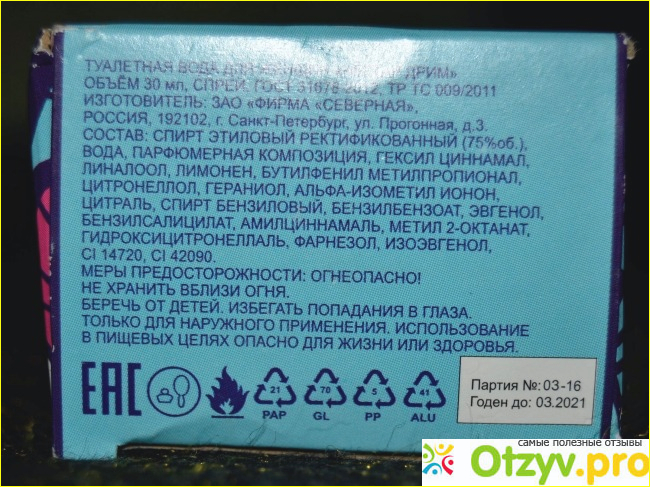 ТУАЛЕТНАЯ ВОДА ДЛЯ ДРИМ»
ОБЪЁМ 30 мл, СПРЕЙ. ГОСТ 31678-2012, ТР ТС 009/2011
ИЗГОТОВИТЕЛЬ: ЗАО «ФИРМА «СЕВЕРНАЯ»,
РОССИЯ, 192102, г. Санкт-Петербург, ул. Прогонная, д.3.
СОСТАВ: СПИРТ ЭТИЛОВЫЙ РЕКТИФИКОВАННЫЙ (75%об.),
ВОДА, ПАРФЮМЕРНАЯ КОМПОЗИЦИЯ, ГЕКСИЛ ЦИННАМАЛ,
ЛИНАЛООЛ, ЛИМОНЕН, БУТИЛФЕНИЛ МЕТИЛПРОПИОНАЛ,
ЦИТРОНЕЛЛОЛ, ГЕРАНИОЛ, АЛЬФА-ИЗОМЕТИЛ ИОНОН,
ЦИТРАЛЬ, СПИРТ БЕНЗИЛОВЫЙ, БЕНЗИЛБЕНЗОАТ, ЭВГЕНОЛ,
БЕНЗИЛСАЛИЦИЛАТ, АМИЛЦИННАМАЛЬ, МЕТИЛ 2-ОКТАНАТ,
ГИДРОКСИЦИТРОНЕЛЛАЛЬ, ФАРНЕЗОЛ, ИЗОЭВГЕНОЛ,
CI 14720, CI 42090.
МЕРЫ ПРЕДОСТОРОЖНОСТИ: ОГНЕОПАСНО!
НЕ ХРАНИТЬ ВБЛИЗИ ОГНЯ.
БЕРЕЧЬ ОТ ДЕТЕЙ. ИЗБЕГАТЬ ПОПАДАНИЯ В ГЛАЗА.
ТОЛЬКО ДЛЯ НАРУЖНОГО ПРИМЕНЕНИЯ. ИСПОЛЬЗОВАНИЕ
В ПИЩЕВЫХ ЦЕЛЯХ ОПАСНО ДЛЯ ЖИЗНИ ИЛИ ЗДОРОВЬЯ.
EAC 21 70 5 41
PAP GL PP ALU
Партия №: 03-16
Годен до: 03.2021
самые полезные отзывы
Otzyv.pro